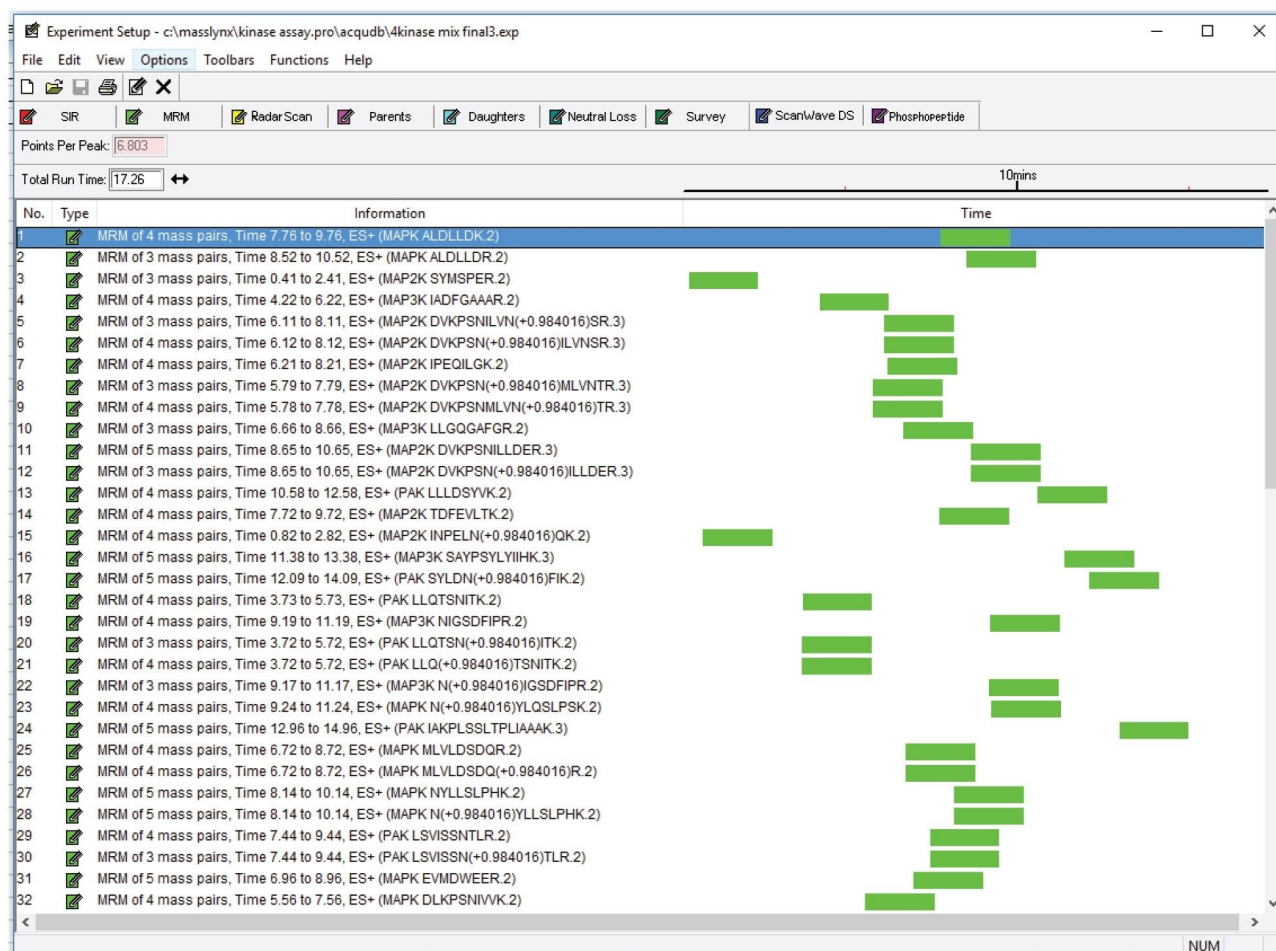 Experiment Setup - c:\masslynx\kinase assay.pro\acqudb\4kinase mix final3.exp
File Edit View Options Toolbars Functions Help
SIR MRM RadarScan Parents Daughters Neutral Loss Survey ScanWave DS Phosphopeptide
Points Per Peak: 6.803
Total Run Time: 17.26 10mins
No. Type Information Time
1 MRM of 4 mass pairs, Time 7.76 to 9.76, ES+ (MAPK ALDLLDK.2)
2 MRM of 3 mass pairs, Time 8.52 to 10.52, ES+ (MAPK ALDLLDR.2)
3 MRM of 3 mass pairs, Time 0.41 to 2.41, ES+ (MAP2K SYMSPER.2)
4 MRM of 4 mass pairs, Time 4.22 to 6.22, ES+ (MAP3K IADFGAAAR.2)
5 MRM of 3 mass pairs, Time 6.11 to 8.11, ES+ (MAP2K DVKPSNILVN(+0.984016)SR.3)
6 MRM of 3 mass pairs, Time 6.12 to 8.12, ES+ (MAP2K DVKPSN(+0.984016)ILVNSR.3)
7 MRM of 4 mass pairs, Time 6.21 to 8.21, ES+ (MAP2K IPEQILGK.2)
8 MRM of 3 mass pairs, Time 5.79 to 7.79, ES+ (MAP2K DVKPSN(+0.984016)MLVNTR.3)
9 MRM of 4 mass pairs, Time 5.78 to 7.78, ES+ (MAP2K DVKPSNMLVN(+0.984016)TR.3)
10 MRM of 3 mass pairs, Time 6.66 to 8.66, ES+ (MAP3K LLGQGAFGR.2)
11 MRM of 5 mass pairs, Time 8.65 to 10.65, ES+ (MAP2K DVKPSNILLDER.3)
12 MRM of 3 mass pairs, Time 8.65 to 10.65, ES+ (MAP2K DVKPSN(+0.984016)ILLDER.3)
13 MRM of 4 mass pairs, Time 10.58 to 12.58, ES+ (PAK LLLDSYVK.2)
14 MRM of 4 mass pairs, Time 7.72 to 9.72, ES+ (MAP2K TDFEVLTK.2)
15 MRM of 4 mass pairs, Time 0.82 to 2.82, ES+ (MAP2K INPELN(+0.984016)QK.2)
16 MRM of 5 mass pairs, Time 11.38 to 13.38, ES+ (MAP3K SAYPSYLYIIHK.3)
17 MRM of 5 mass pairs, Time 12.09 to 14.09, ES+ (PAK SYLDN(+0.984016)FIK.2)
18 MRM of 4 mass pairs, Time 3.73 to 5.73, ES+ (PAK LLQTSNITK.2)
19 MRM of 4 mass pairs, Time 9.19 to 11.19, ES+ (MAP3K NIGSDFIPR.2)
20 MRM of 3 mass pairs, Time 3.72 to 5.72, ES+ (PAK LLQTSN(+0.984016)ITK.2)
21 MRM of 4 mass pairs, Time 3.72 to 5.72, ES+ (PAK LLQ(+0.984016)TSNITK.2)
22 MRM of 3 mass pairs, Time 9.17 to 11.17, ES+ (MAP3K N(+0.984016)IGSDFIPR.2)
23 MRM of 4 mass pairs, Time 9.24 to 11.24, ES+ (MAPK N(+0.984016)YLQSLPSK.2)
24 MRM of 5 mass pairs, Time 12.96 to 14.96, ES+ (PAK IAKPLSSLTPLIAAAK.3)
25 MRM of 4 mass pairs, Time 6.72 to 8.72, ES+ (MAPK MLVLDSDQR.2)
26 MRM of 4 mass pairs, Time 6.72 to 8.72, ES+ (MAPK MLVLDSDQ(+0.984016)R.2)
27 MRM of 5 mass pairs, Time 8.14 to 10.14, ES+ (MAPK NYLLSLPHK.2)
28 MRM of 5 mass pairs, Time 8.14 to 10.14, ES+ (MAPK N(+0.984016)YLLSLPHK.2)
29 MRM of 4 mass pairs, Time 7.44 to 9.44, ES+ (PAK LSVISSNTLR.2)
30 MRM of 3 mass pairs, Time 7.44 to 9.44, ES+ (PAK LSVISSN(+0.984016)TLR.2)
31 MRM of 5 mass pairs, Time 6.96 to 8.96, ES+ (MAPK EVMDWEER.2)
32 MRM of 4 mass pairs, Time 5.56 to 7.56, ES+ (MAPK DLKPSNIVVK.2)
NUM